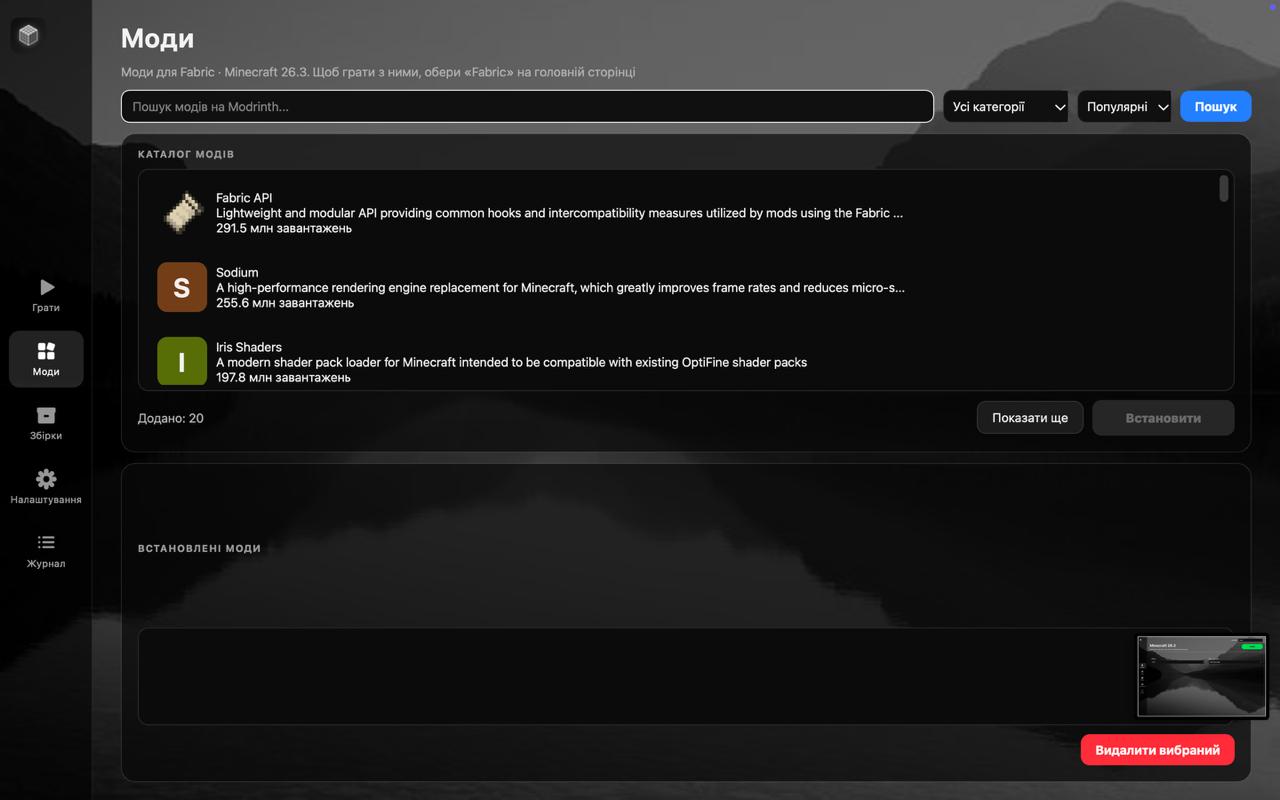 Моди
Моди для Fabric · Minecraft 26.3. Щоб грати з ними, обери «Fabric» на головній сторінці
Пошук модів на Modrinth...
Усі категорії
Популярні
Пошук
КАТАЛОГ МОДІВ
Fabric API
Lightweight and modular API providing common hooks and intercompatibility measures utilized by mods using the Fabric ...
291.5 млн завантажень
S
Sodium
A high-performance rendering engine replacement for Minecraft, which greatly improves frame rates and reduces micro-s...
255.6 млн завантажень
I
Iris Shaders
A modern shader pack loader for Minecraft intended to be compatible with existing OptiFine shader packs
197.8 млн завантажень
Додано: 20
Показати ще
Встановити
Грати
Моди
Збірки
Налаштування
Журнал
ВСТАНОВЛЕНІ МОДИ
Minecraft 26.3
Видалити вибраний